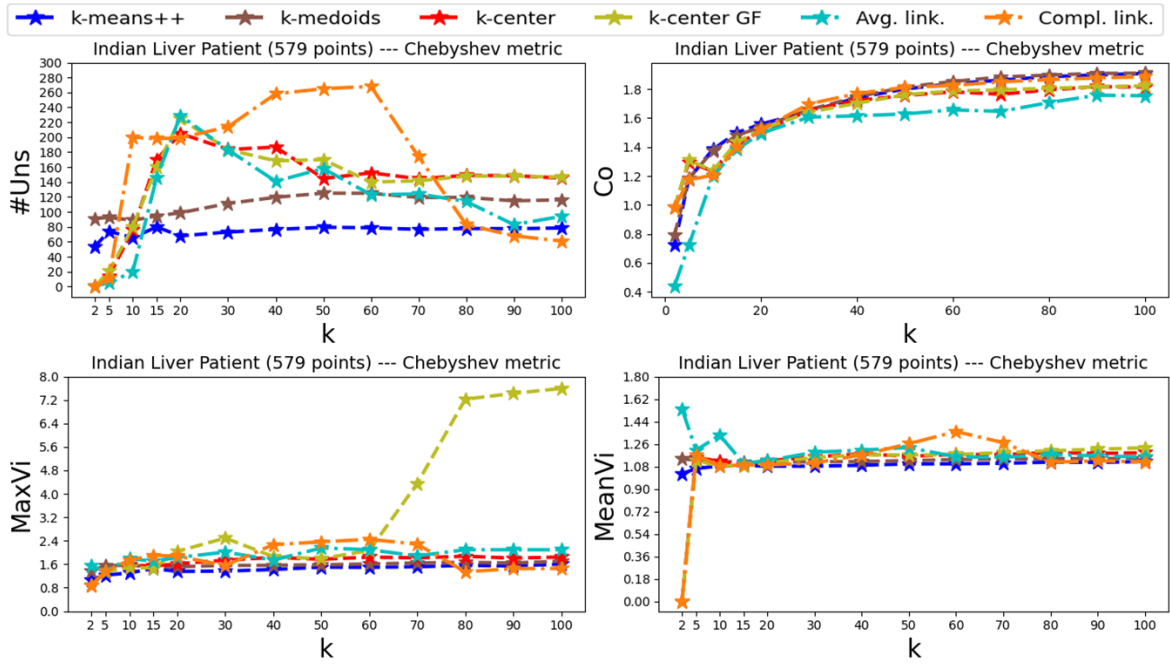 k-means++ k-medoids k-center k-center GF Avg. link. Compl. link.
Indian Liver Patient (579 points) --- Chebyshev metric
300
280
260
240
220
200
180
160
140
120
100
80
60
40
20
0
#Uns
2 5 10 15 20 30 40 50 60 70 80 90 100
k
Indian Liver Patient (579 points) --- Chebyshev metric
1.8
1.6
1.4
1.2
1.0
0.8
0.6
0.4
Co
0 20 40 60 80 100
k
Indian Liver Patient (579 points) --- Chebyshev metric
8.0
7.2
6.4
5.6
4.8
4.0
3.2
2.4
1.6
0.8
0.0
MaxVi
2 5 10 15 20 30 40 50 60 70 80 90 100
k
Indian Liver Patient (579 points) --- Chebyshev metric
1.80
1.62
1.44
1.26
1.08
0.90
0.72
0.54
0.36
0.18
0.00
MeanVi
2 5 10 15 20 30 40 50 60 70 80 90 100
k